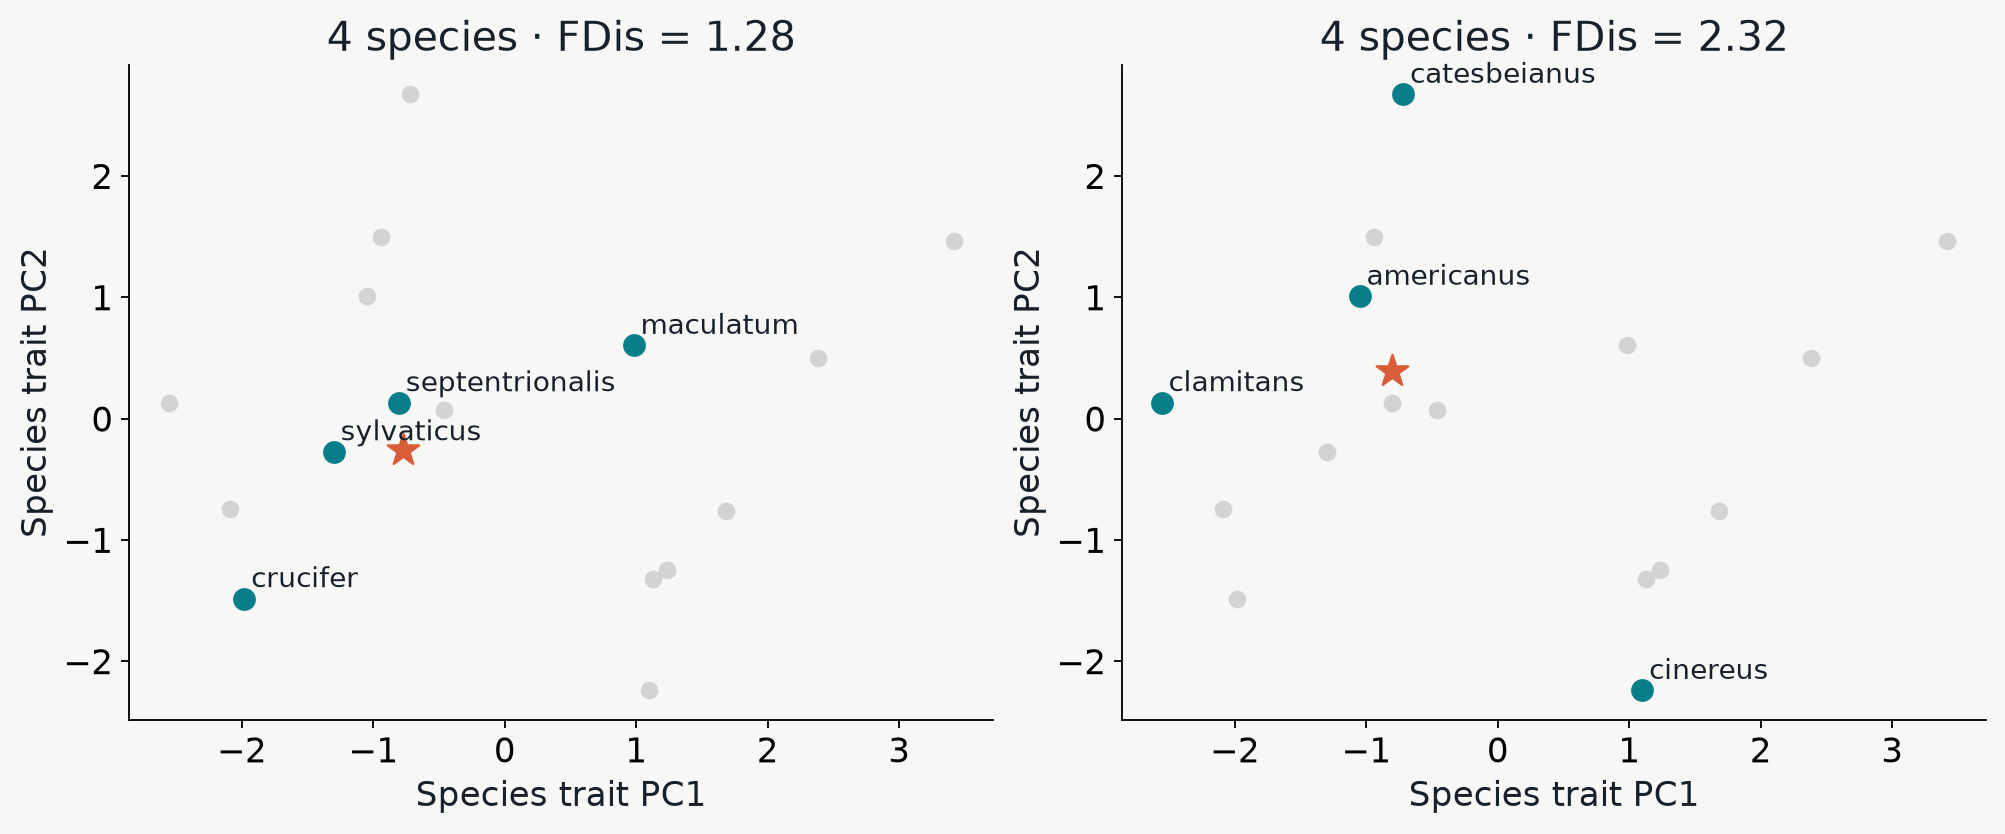 4 species · FDis = 1.28
Species trait PC2
2
1
0
−1
−2
maculatum
septentrionalis
sylvaticus
crucifer
−2 −1 0 1 2 3
Species trait PC1
4 species · FDis = 2.32
Species trait PC2
2
1
0
−1
−2
catesbeianus
americanus
clamitans
cinereus
−2 −1 0 1 2 3
Species trait PC1